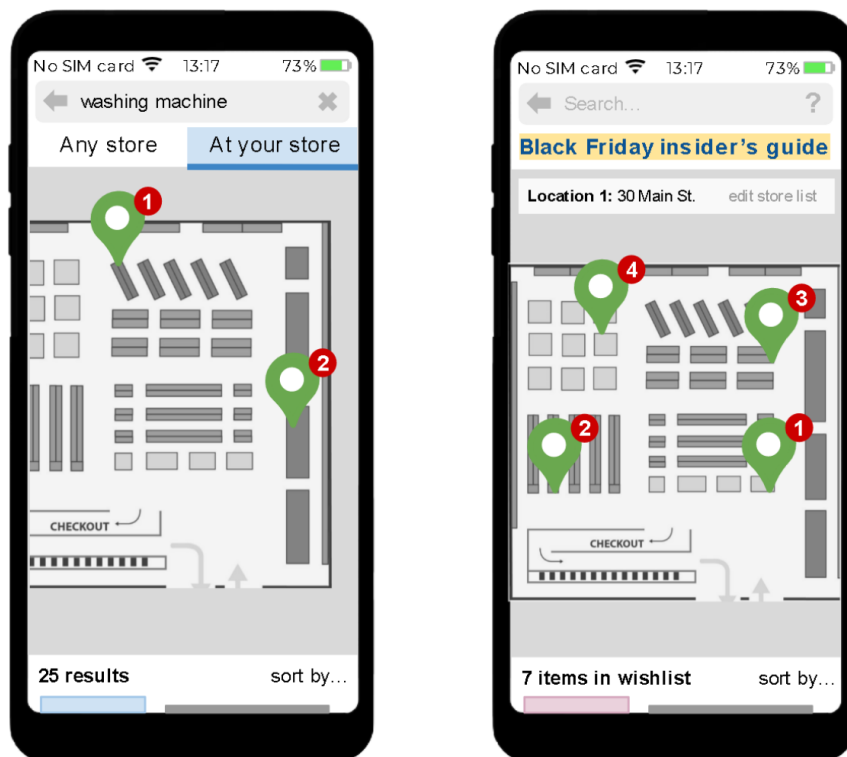 No SIM card 13:17 73%
washing machine
Any store At your store
1
2
CHECKOUT
25 results sort by...
No SIM card 13:17 73%
Search... ?
Black Friday insider's guide
Location 1: 30 Main St. edit store list
4
3
2
1
CHECKOUT
7 items in wishlist sort by...